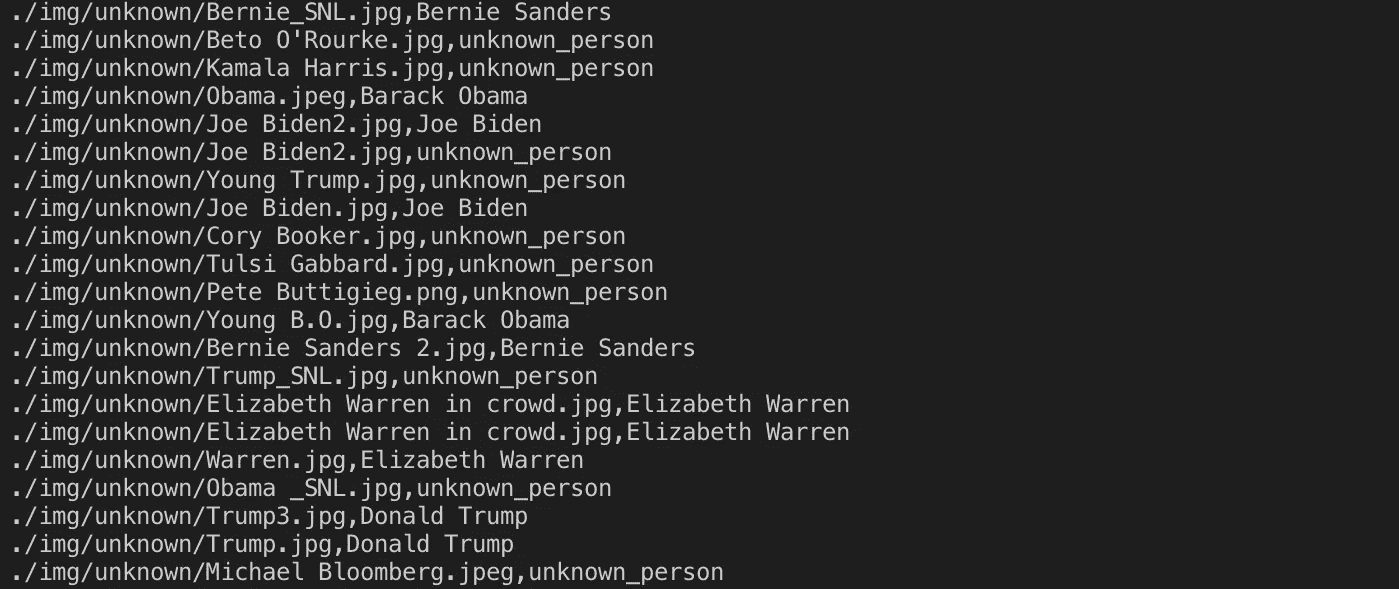 ./img/unknown/Bernie_SNL.jpg,Bernie Sanders
./img/unknown/Beto O'Rourke.jpg,unknown_person
./img/unknown/Kamala Harris.jpg,unknown_person
./img/unknown/Obama.jpeg,Barack Obama
./img/unknown/Joe Biden2.jpg,Joe Biden
./img/unknown/Joe Biden2.jpg,unknown_person
./img/unknown/Young Trump.jpg,unknown_person
./img/unknown/Joe Biden.jpg,Joe Biden
./img/unknown/Cory Booker.jpg,unknown_person
./img/unknown/Tulsi Gabbard.jpg,unknown_person
./img/unknown/Pete Buttigieg.png,unknown_person
./img/unknown/Young B.O.jpg,Barack Obama
./img/unknown/Bernie Sanders 2.jpg,Bernie Sanders
./img/unknown/Trump_SNL.jpg,unknown_person
./img/unknown/Elizabeth Warren in crowd.jpg,Elizabeth Warren
./img/unknown/Elizabeth Warren in crowd.jpg,Elizabeth Warren
./img/unknown/Warren.jpg,Elizabeth Warren
./img/unknown/Obama _SNL.jpg,unknown_person
./img/unknown/Trump3.jpg,Donald Trump
./img/unknown/Trump.jpg,Donald Trump
./img/unknown/Michael Bloomberg.jpeg,unknown_person